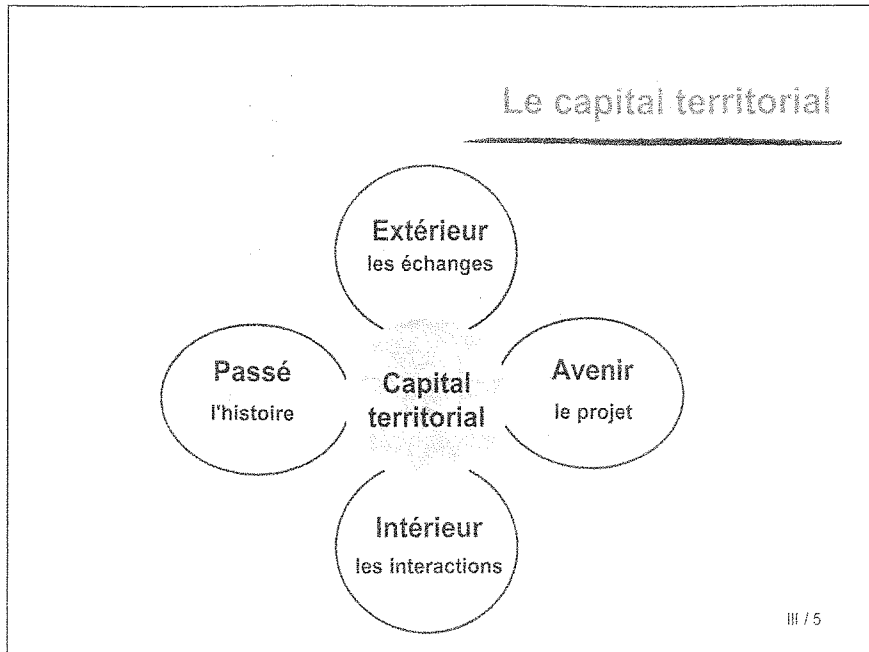 Le capital territorial
Extérieur
les échanges
Passé
l'histoire
Capital
territorial
Avenir
le projet
Intérieur
les interactions
III / 5